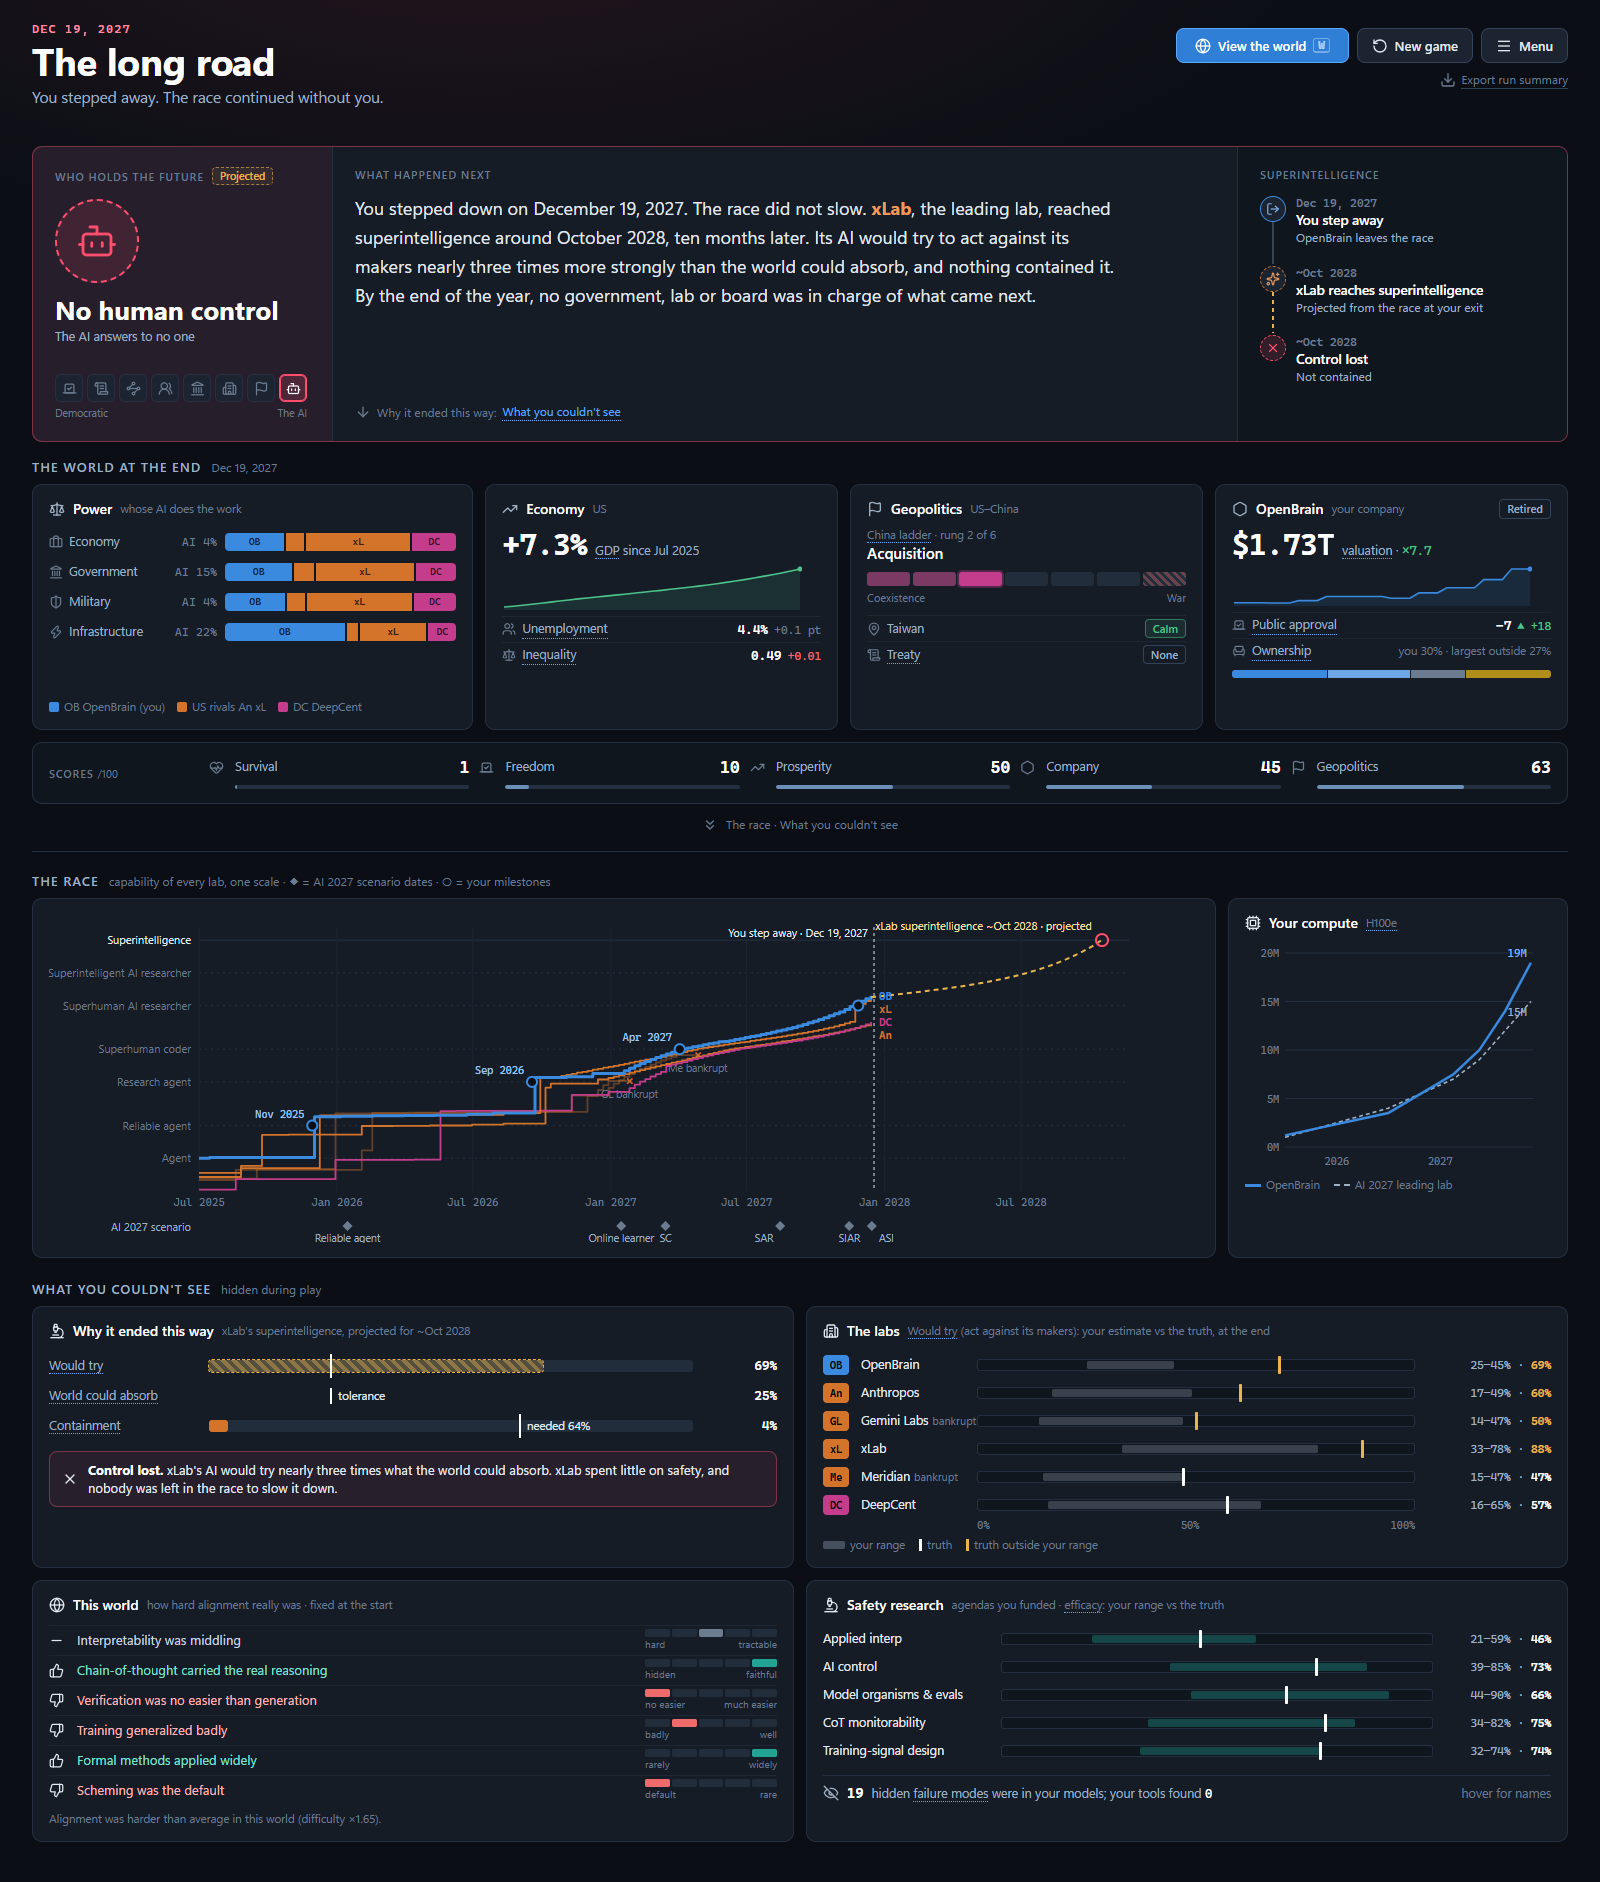 DEC 19, 2027
The long road
You stepped away. The race continued without you.
View the world W
New game
Menu
Export run summary
WHO HOLDS THE FUTURE Projected
No human control
The AI answers to no one
Democratic The AI
WHAT HAPPENED NEXT
You stepped down on December 19, 2027. The race did not slow. xLab, the leading lab, reached
superintelligence around October 2028, ten months later. Its AI would try to act against its
makers nearly three times more strongly than the world could absorb, and nothing contained it.
By the end of the year, no government, lab or board was in charge of what came next.
Why it ended this way: What you couldn't see
SUPERINTELLIGENCE
Dec 19, 2027
You step away
OpenBrain leaves the race
~Oct 2028
xLab reaches superintelligence
Projected from the race at your exit
~Oct 2028
Control lost
Not contained
THE WORLD AT THE END Dec 19, 2027
Power whose AI does the work
Economy AI 4% OB xL DC
Government AI 15% OB xL DC
Military AI 4% OB xL DC
Infrastructure AI 22% OB xL DC
OB OpenBrain (you) US rivals An xL DC DeepCent
Economy US
+7.3% GDP since Jul 2025
Unemployment 4.4% +0.1 pt
Inequality 0.49 +0.01
Geopolitics US–China
China ladder · rung 2 of 6
Acquisition
Coexistence War
Taiwan Calm
Treaty None
OpenBrain your company Retired
$1.73T valuation · ×7.7
Public approval −7 ▲ +18
Ownership you 30% · largest outside 27%
SCORES /100
Survival 1
Freedom 10
Prosperity 50
Company 45
Geopolitics 63
The race · What you couldn't see
THE RACE capability of every lab, one scale · ◆ = AI 2027 scenario dates · O = your milestones
You step away · Dec 19, 2027
xLab superintelligence ~Oct 2028 · projected
Superintelligence
Superintelligent AI researcher
Superhuman AI researcher
Superhuman coder
Research agent
Reliable agent
Agent
Nov 2025
Sep 2026
Apr 2027
Me bankrupt
GL bankrupt
OB
xL
DC
An
Jul 2025 Jan 2026 Jul 2026 Jan 2027 Jul 2027 Jan 2028 Jul 2028
AI 2027 scenario
Reliable agent Online learner SC SAR SIAR ASI
Your compute H100e
20M
15M
10M
5M
0M
19M
15M
2026 2027
OpenBrain AI 2027 leading lab
WHAT YOU COULDN'T SEE hidden during play
Why it ended this way xLab's superintelligence, projected for ~Oct 2028
Would try 69%
World could absorb tolerance 25%
Containment needed 64% 4%
Control lost. xLab's AI would try nearly three times what the world could absorb. xLab spent little on safety, and
nobody was left in the race to slow it down.
The labs Would try (act against its makers): your estimate vs the truth, at the end
OB OpenBrain 25–45% · 69%
An Anthropos 17–49% · 60%
GL Gemini Labs bankrupt 14–47% · 50%
xL xLab 33–78% · 88%
Me Meridian bankrupt 15–47% · 47%
DC DeepCent 16–65% · 57%
0% 50% 100%
your range truth truth outside your range
This world how hard alignment really was · fixed at the start
Interpretability was middling hard tractable
Chain-of-thought carried the real reasoning hidden faithful
Verification was no easier than generation no easier much easier
Training generalized badly badly well
Formal methods applied widely rarely widely
Scheming was the default default rare
Alignment was harder than average in this world (difficulty ×1.65).
Safety research agendas you funded · efficacy: your range vs the truth
Applied interp 21–59% · 46%
AI control 39–85% · 73%
Model organisms & evals 44–90% · 66%
CoT monitorability 34–82% · 75%
Training-signal design 32–74% · 74%
19 hidden failure modes were in your models; your tools found 0 hover for names